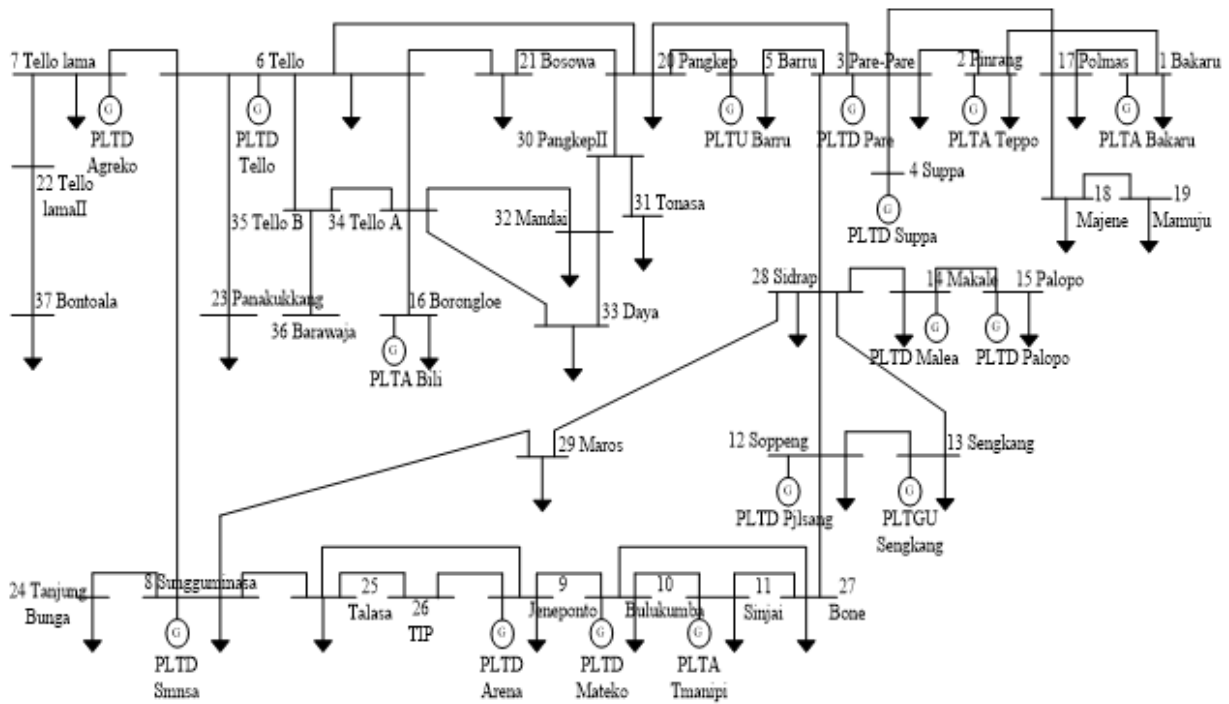 7 Tello lama
6 Tello
21 Bosowa
20 Pangkep
5 Barru
3 Pare-Pare
2 Pinrang
17 Polmas
1 Bakaru
G
PLTD
Agreko
G
PLTD
Tello
G
PLTU Barru
G
PLTD Pare
G
PLTA Teppo
G
PLTA Bakaru
30 PangkepII
22 Tello
lamaII
4 Suppa
G
PLTD Suppa
18
Majene
19
Mamuju
35 Tello B
34 Tello A
32 Mandai
31 Tonasa
28 Sidrap
14 Makale
15 Palopo
37 Bontoala
23 Panakukkang
36 Barawaja
16 Borongloe
33 Daya
G
PLTA Bili
G
PLTD Malea
G
PLTD Palopo
29 Maros
12 Soppeng
13 Sengkang
G
PLTD Pjlsang
G
PLTGU
Sengkang
24 Tanjung
Bunga
8 Sungguminasa
25
Talasa
26
TIP
9
Jeneponto
10
Bulukumba
11
Sinjai
27
Bone
G
PLTD
Smnsa
G
PLTD
Arena
G
PLTD
Mateko
G
PLTA
Tmanipi